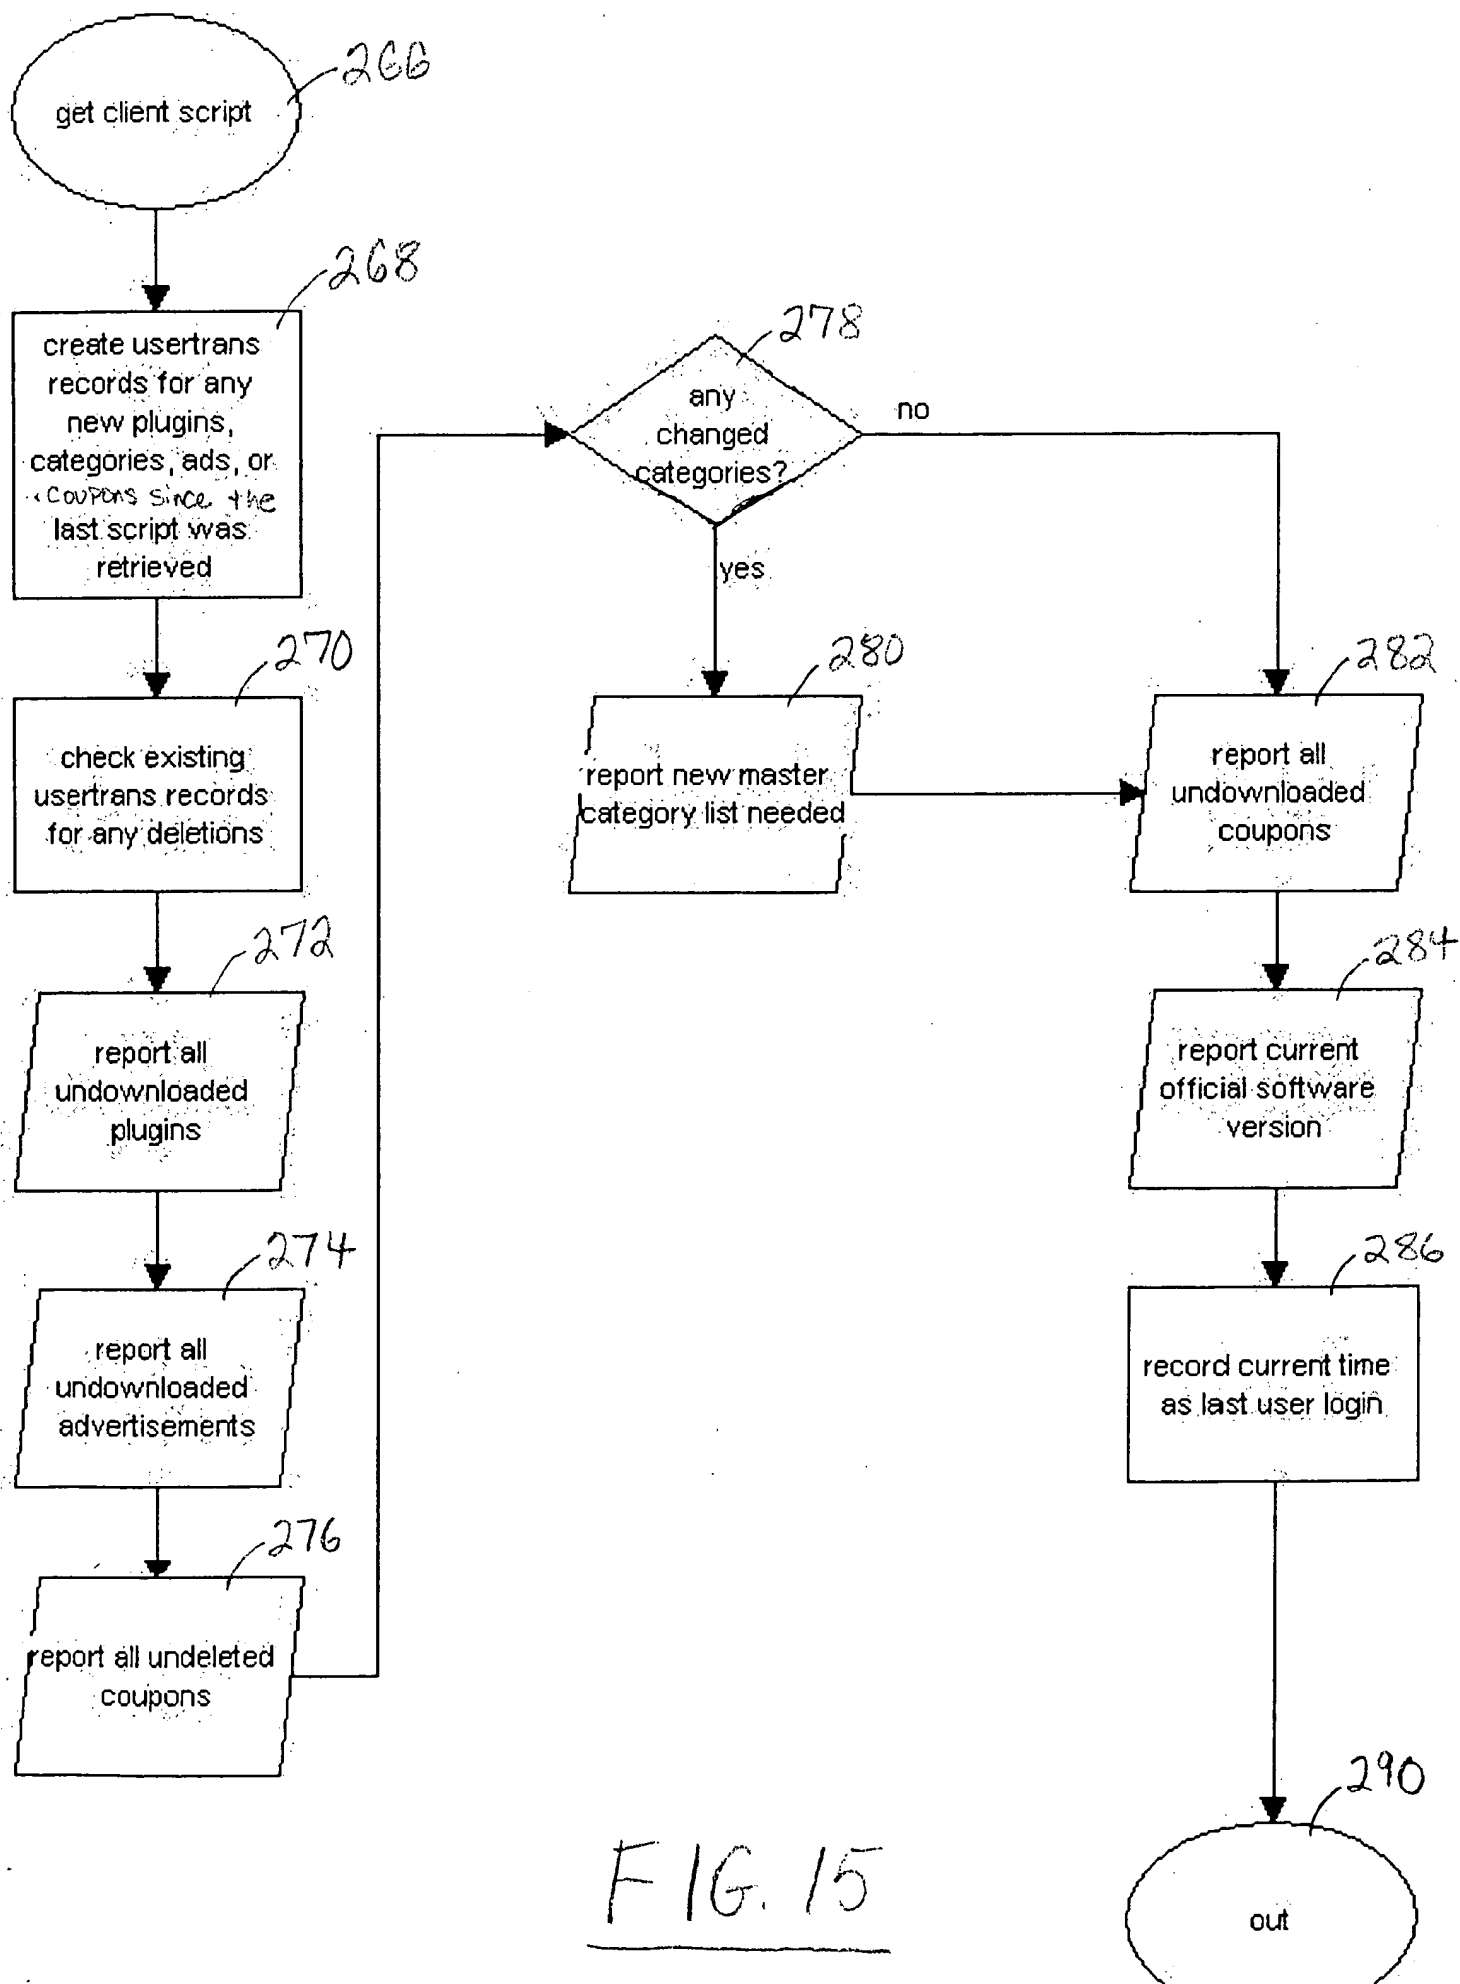 266
get client script
268
create usertrans
records for any
new plugins,
categories, ads, or
coupons since the
last script was
retrieved
270
check existing
usertrans records
for any deletions
272
report all
undownloaded
plugins
274
report all
undownloaded
advertisements
276
report all undeleted
coupons
278
any
changed
categories?
no
yes
280
report new master
category list needed
282
report all
undownloaded
coupons
284
report current
official software
version
286
record current time
as last user login
290
out
FIG. 15